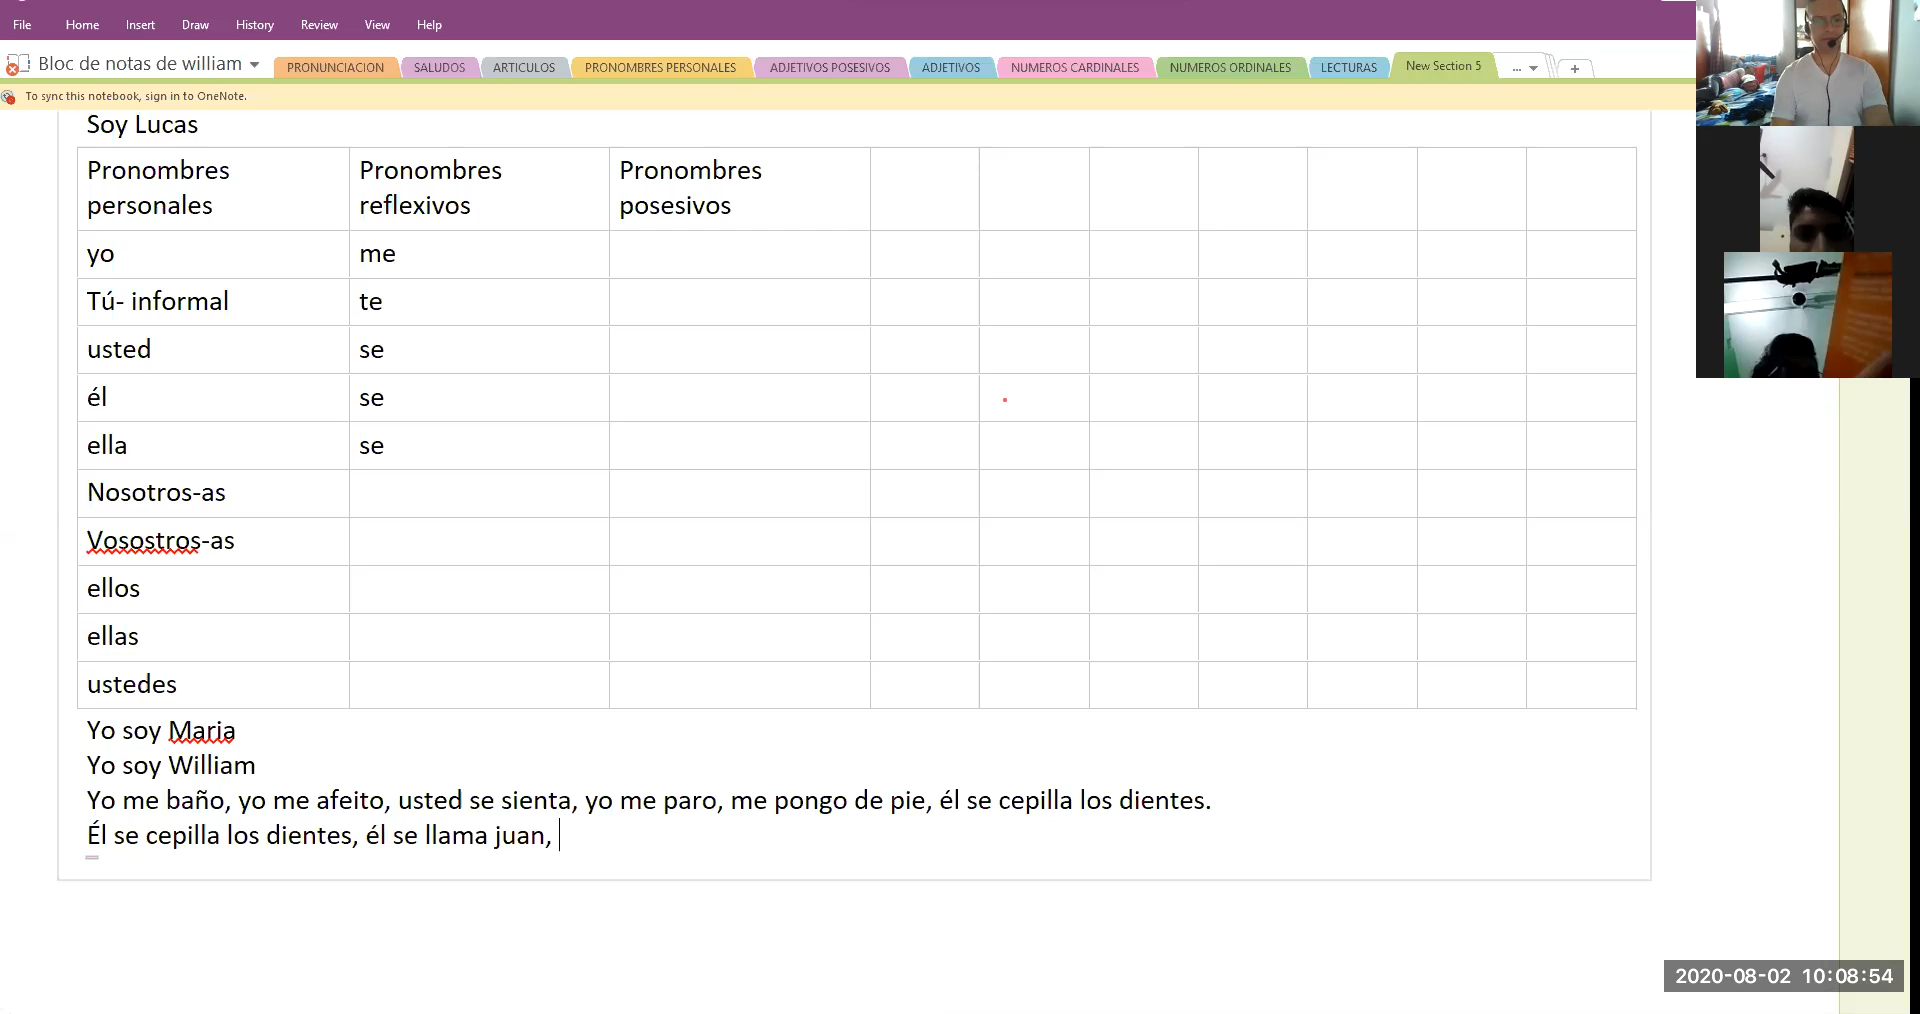 File Home Insert Draw History Review View Help
Bloc de notas de william PRONUNCIACION SALUDOS ARTICULOS PRONOMBRES PERSONALES ADJETIVOS POSESIVOS ADJETIVOS NUMEROS CARDINALES NUMEROS ORDINALES LECTURAS New Section 5 ... +
To sync this notebook, sign in to OneNote.
Soy Lucas
Pronombres personales Pronombres reflexivos Pronombres posesivos
yo me
Tú- informal te
usted se
él se
ella se
Nosotros-as
Vosostros-as
ellos
ellas
ustedes
Yo soy Maria
Yo soy William
Yo me baño, yo me afeito, usted se sienta, yo me paro, me pongo de pie, él se cepilla los dientes.
Él se cepilla los dientes, él se llama juan,
2020-08-02 10:08:54